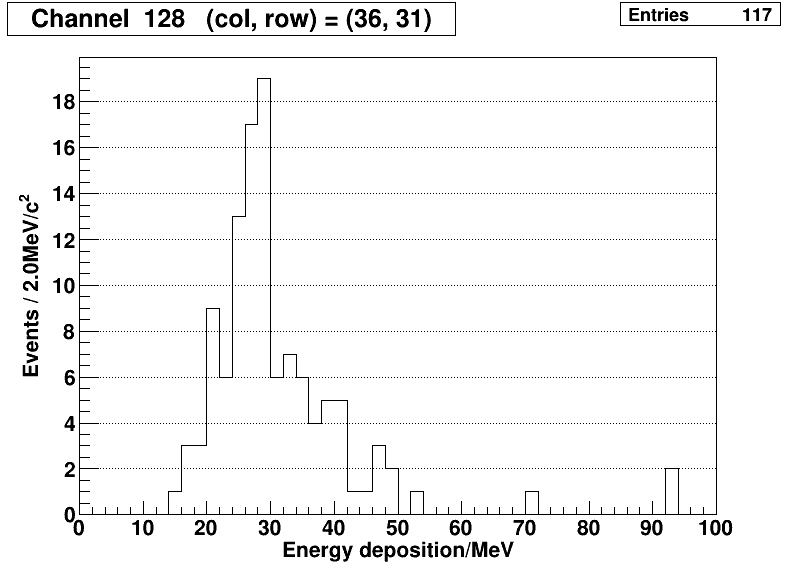 Channel 128 (col, row) = (36, 31)
Entries 117
Events / 2.0MeV/c²
18
16
14
12
10
8
6
4
2
0
0 10 20 30 40 50 60 70 80 90 100
Energy deposition/MeV